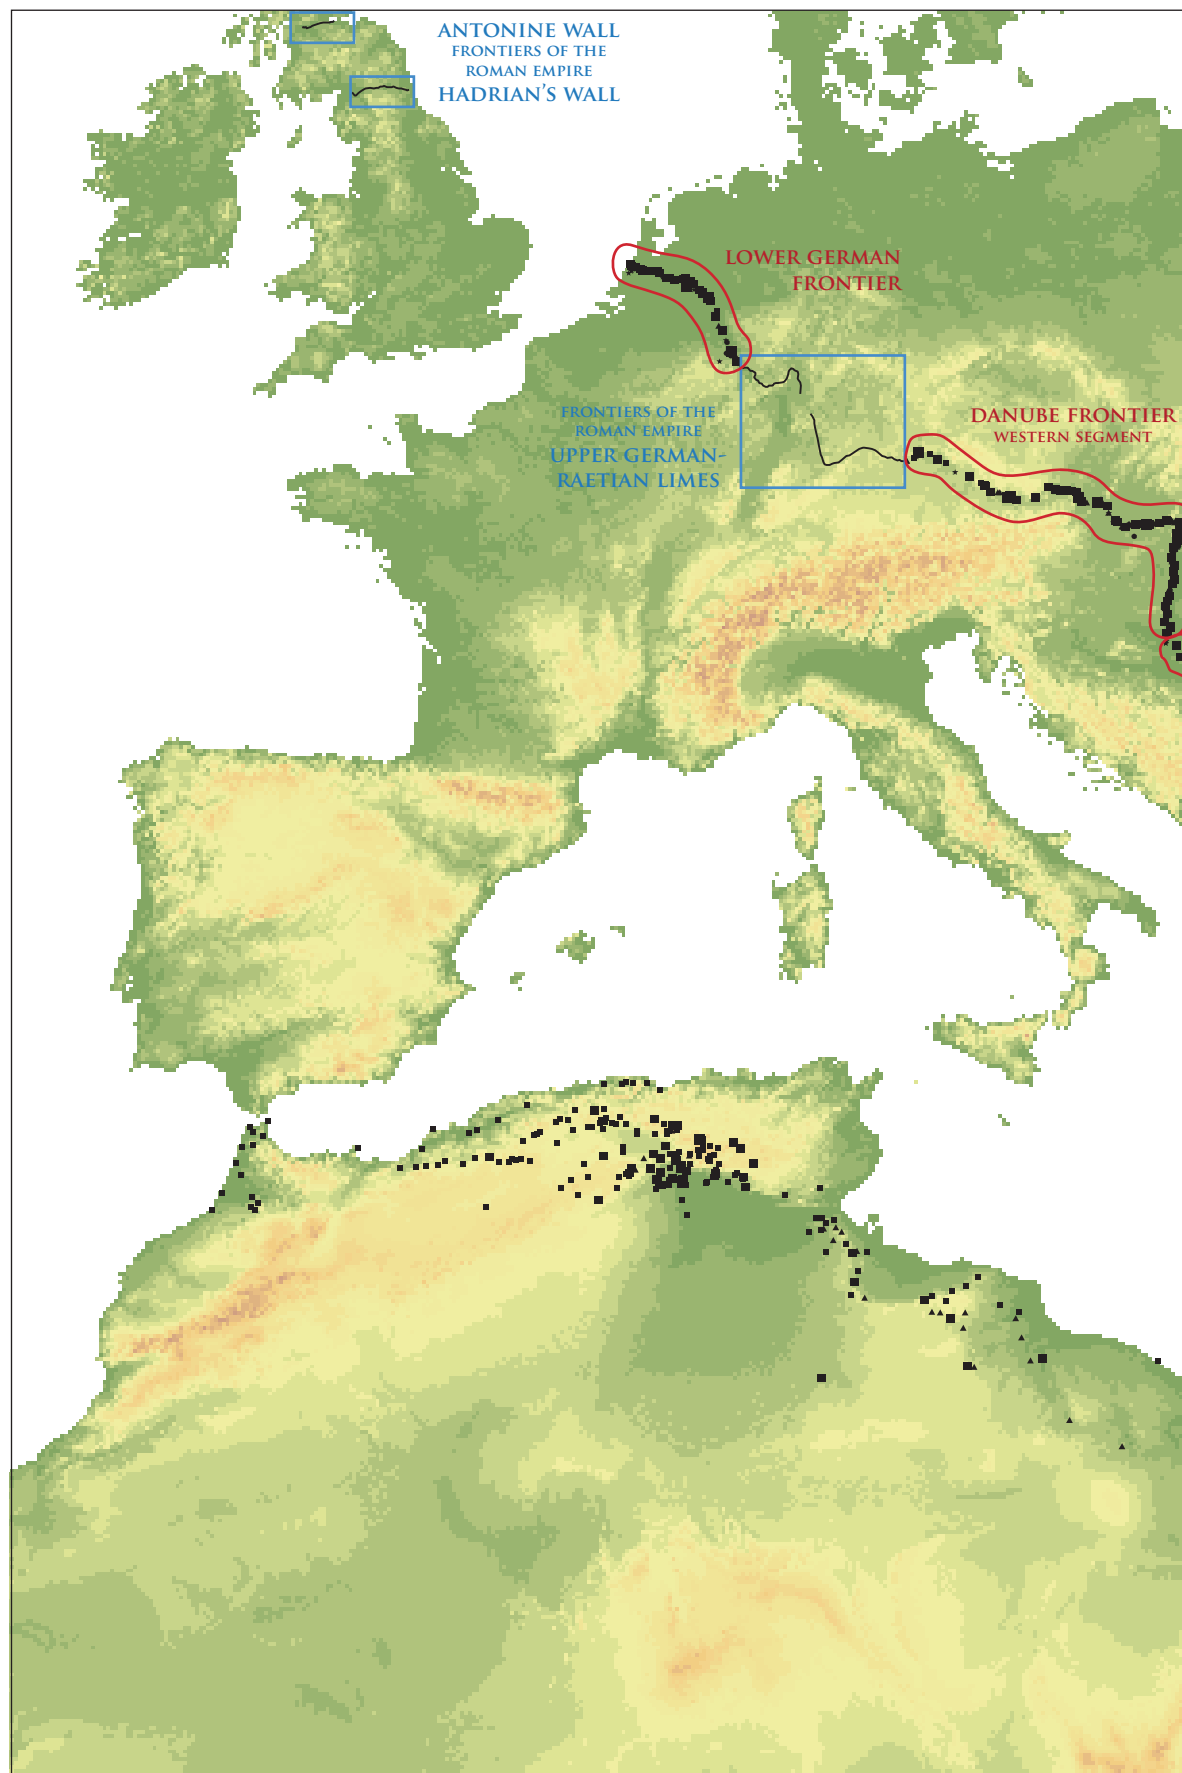 ANTONINE WALL
FRONTIERS OF THE
ROMAN EMPIRE
HADRIAN'S WALL
LOWER GERMAN
FRONTIER
FRONTIERS OF THE
ROMAN EMPIRE
UPPER GERMAN-
RAETIAN LIMES
DANUBE FRONTIER
WESTERN SEGMENT